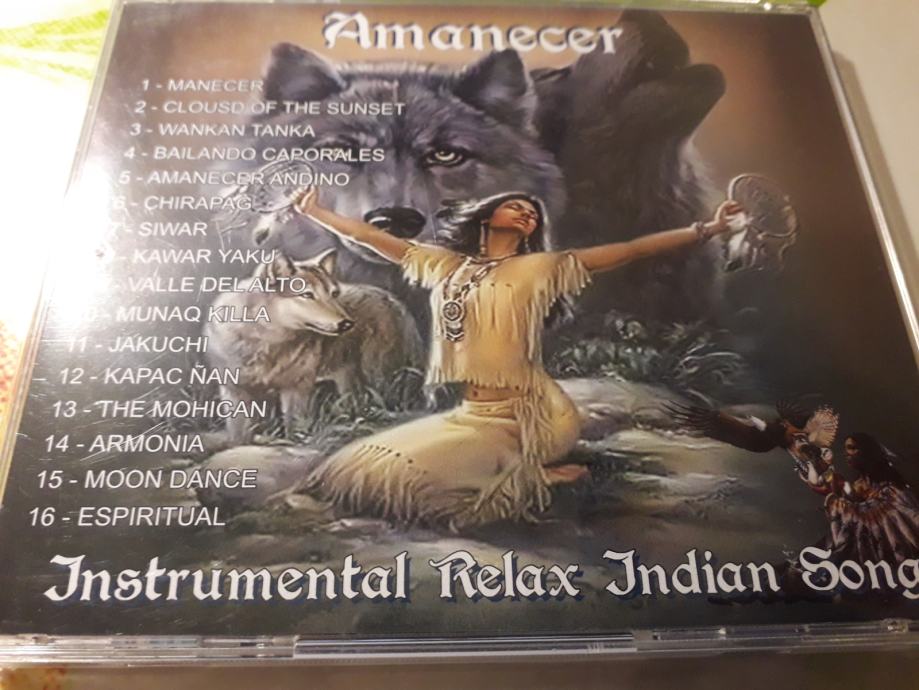 Amanecer
1 - MANECER
2 - CLOUSD OF THE SUNSET
3 - WANKAN TANKA
4 - BAILANDO CAPORALES
5 - AMANECER ANDINO
6 - CHIRAPAG
7 - SIWAR
- KAWAR YAKU
- VALLE DEL ALTO
- MUNAQ KILLA
11 - JAKUCHI
12 - KAPAC ÑAN
13 - THE MOHICAN
14 - ARMONIA
15 - MOON DANCE
16 - ESPIRITUAL
Instrumental Relax Indian Song